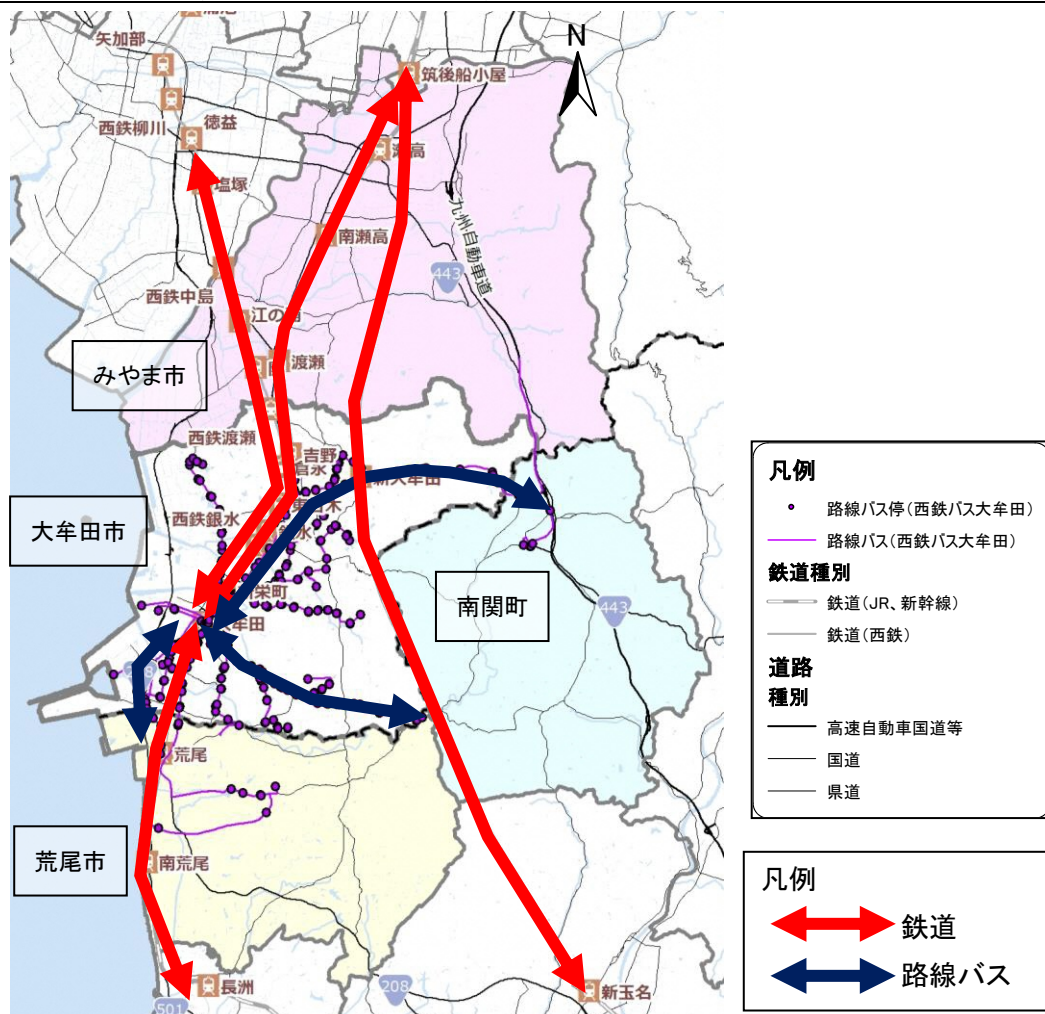 矢加部
N
筑後船小屋
徳益
西鉄柳川
瀬高
塩塚
九州自動車道
南瀬高
443
西鉄中島
江の浦
渡瀬
みやま市
西鉄渡瀬
吉野
倉永
新大牟田
大牟田市
西鉄銀水
銀水
栄町
大牟田
南関町
443
荒尾
荒尾市
南荒尾
長洲
208
新玉名
501
凡例
路線バス停(西鉄バス大牟田)
路線バス(西鉄バス大牟田)
鉄道種別
鉄道(JR、新幹線)
鉄道(西鉄)
道路
種別
高速自動車国道等
国道
県道
凡例
鉄道
路線バス